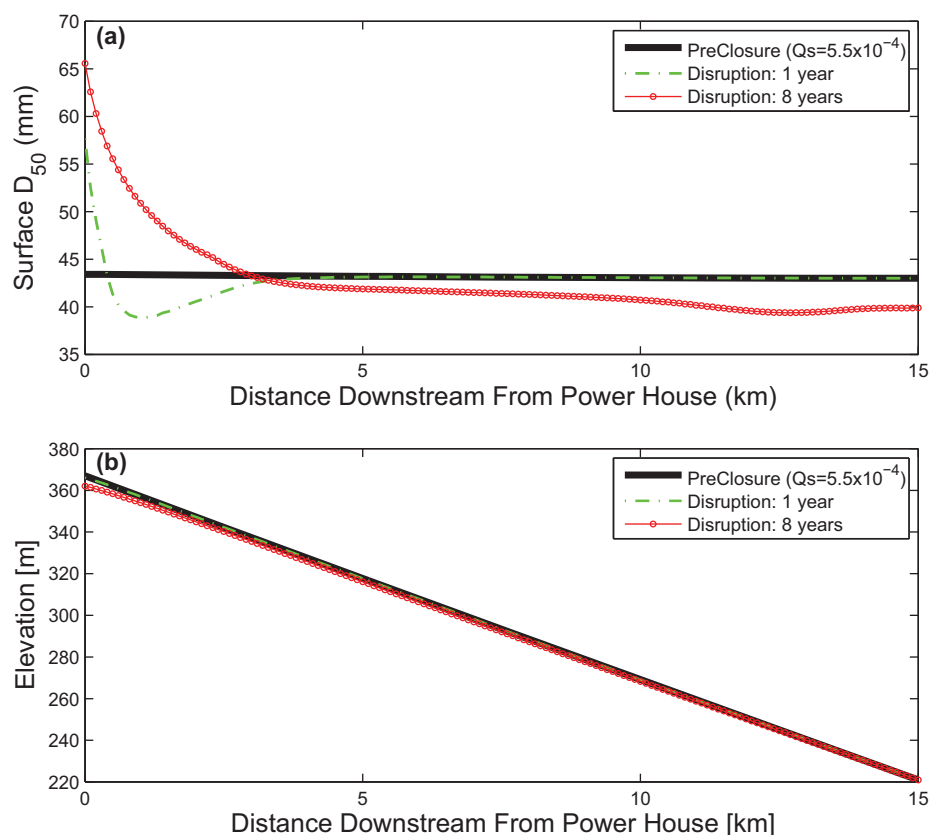 (a)
70
65
60
55
50
45
40
35
Surface D50 (mm)
PreClosure (Qs=5.5x10−4)
Disruption: 1 year
Disruption: 8 years
0 5 10 15
Distance Downstream From Power House (km)
(b)
380
360
340
320
300
280
260
240
220
Elevation [m]
PreClosure (Qs=5.5x10−4)
Disruption: 1 year
Disruption: 8 years
0 5 10 15
Distance Downstream From Power House [km]